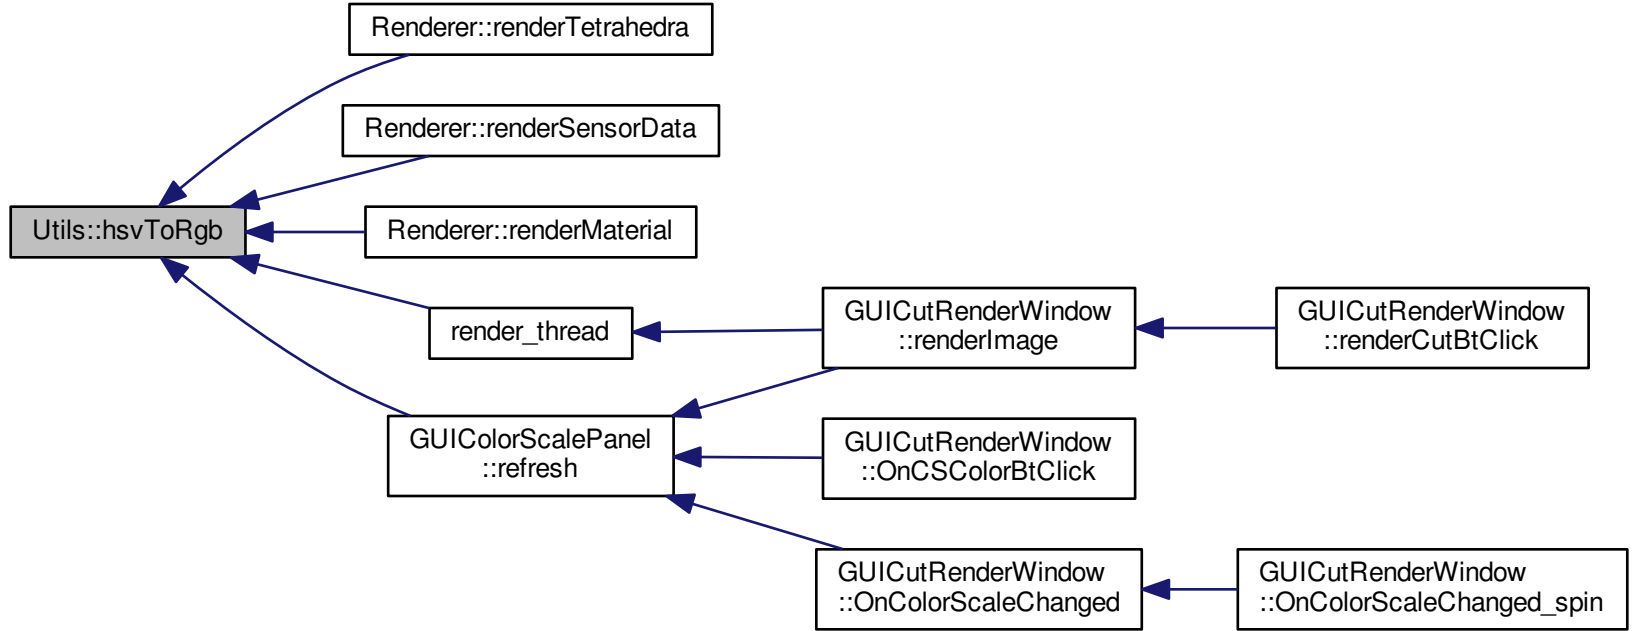 Renderer::renderTetrahedra
Renderer::renderSensorData
Utils::hsvToRgb
Renderer::renderMaterial
render_thread
GUICutRenderWindow
::renderImage
GUICutRenderWindow
::renderCutBtClick
GUIColorScalePanel
::refresh
GUICutRenderWindow
::OnCSColorBtClick
GUICutRenderWindow
::OnColorScaleChanged
GUICutRenderWindow
::OnColorScaleChanged_spin